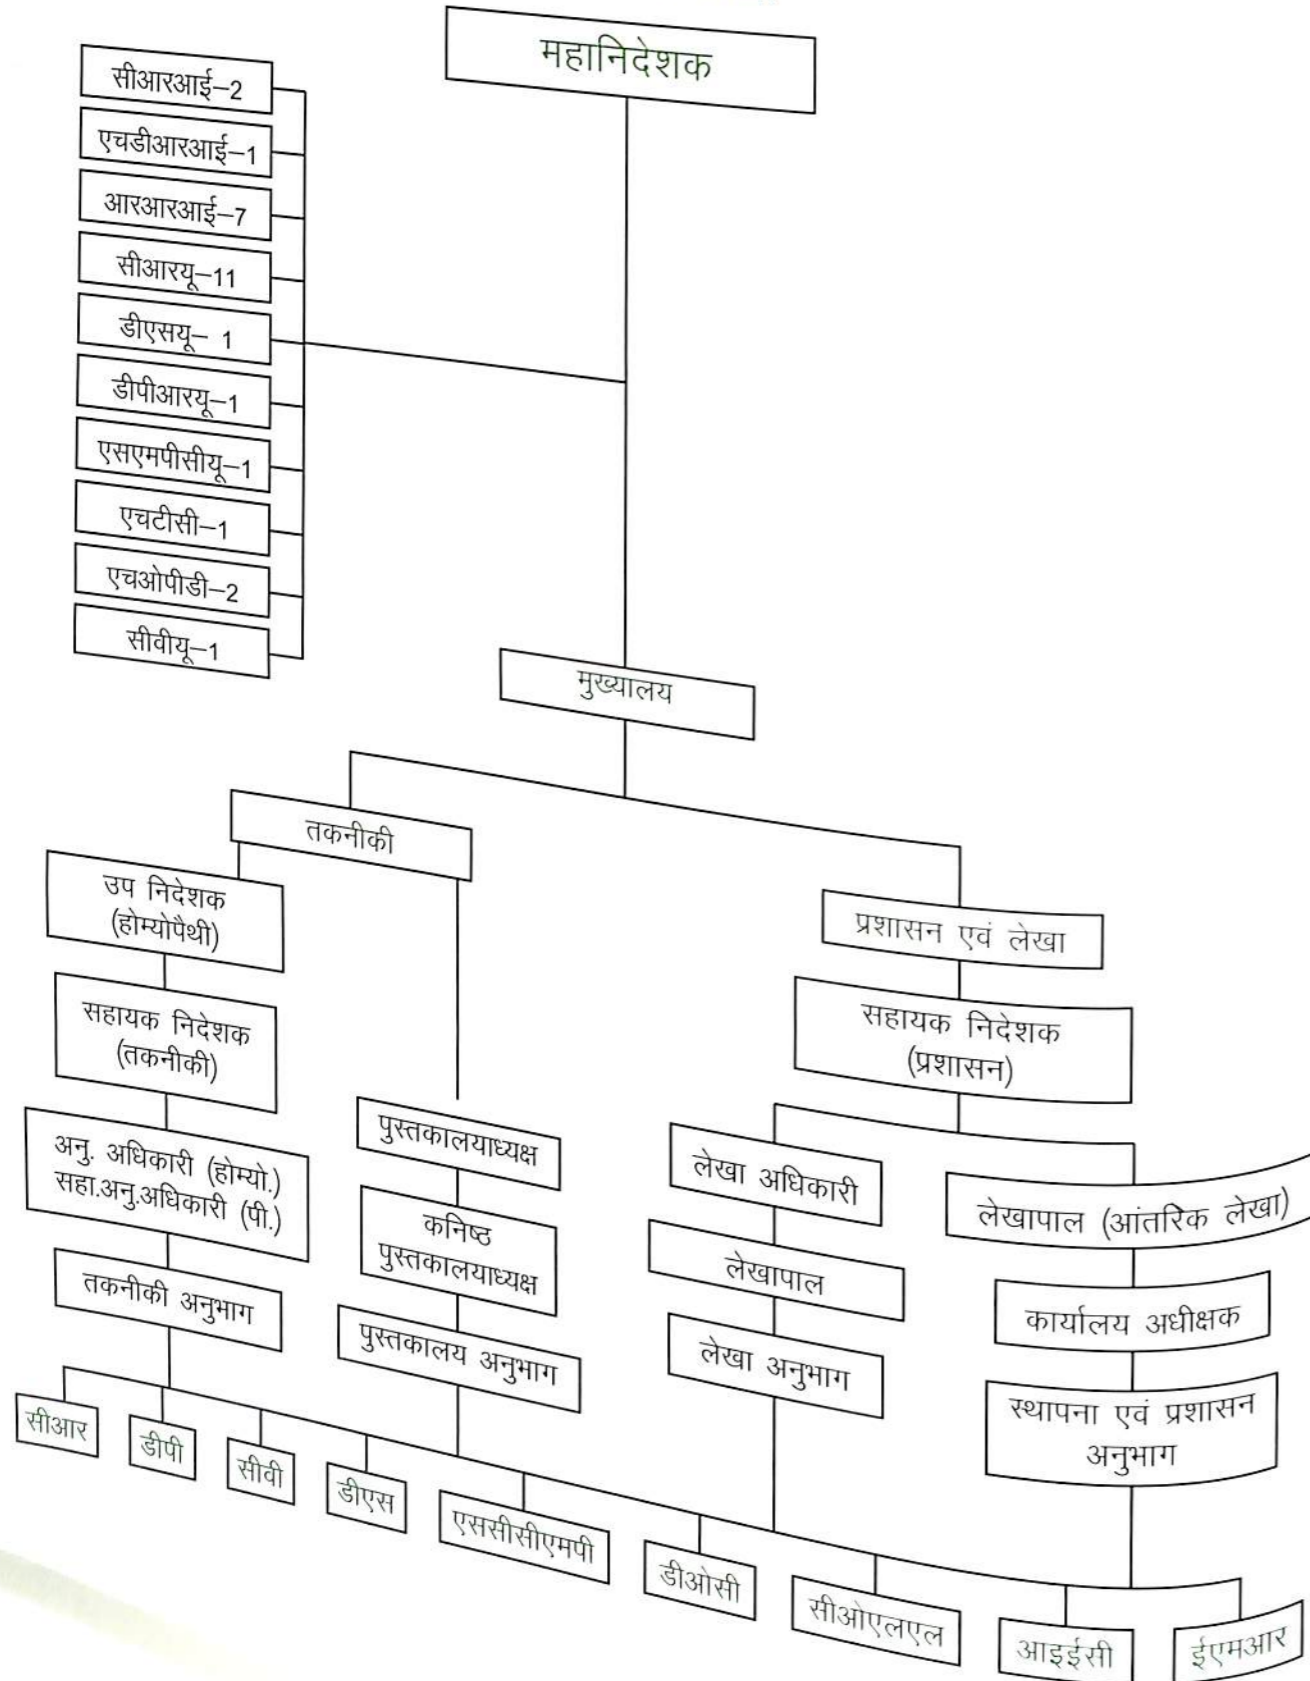 महानिदेशक
सीआरआई–2
एचडीआरआई–1
आरआरआई–7
सीआरयू–11
डीएसयू– 1
डीपीआरयू–1
एसएमपीसीयू–1
एचटीसी–1
एचओपीडी–2
सीवीयू–1
मुख्यालय
तकनीकी
उप निदेशक
(होम्योपैथी)
सहायक निदेशक
(तकनीकी)
अनु. अधिकारी (होम्यो.)
सहा.अनु.अधिकारी (पी.)
तकनीकी अनुभाग
पुस्तकालयाध्यक्ष
कनिष्ठ
पुस्तकालयाध्यक्ष
पुस्तकालय अनुभाग
प्रशासन एवं लेखा
सहायक निदेशक
(प्रशासन)
लेखा अधिकारी
लेखापाल
लेखा अनुभाग
लेखापाल (आंतरिक लेखा)
कार्यालय अधीक्षक
स्थापना एवं प्रशासन
अनुभाग
सीआर
डीपी
सीवी
डीएस
एससीसीएमपी
डीओसी
सीओएलएल
आइईसी
ईएमआर